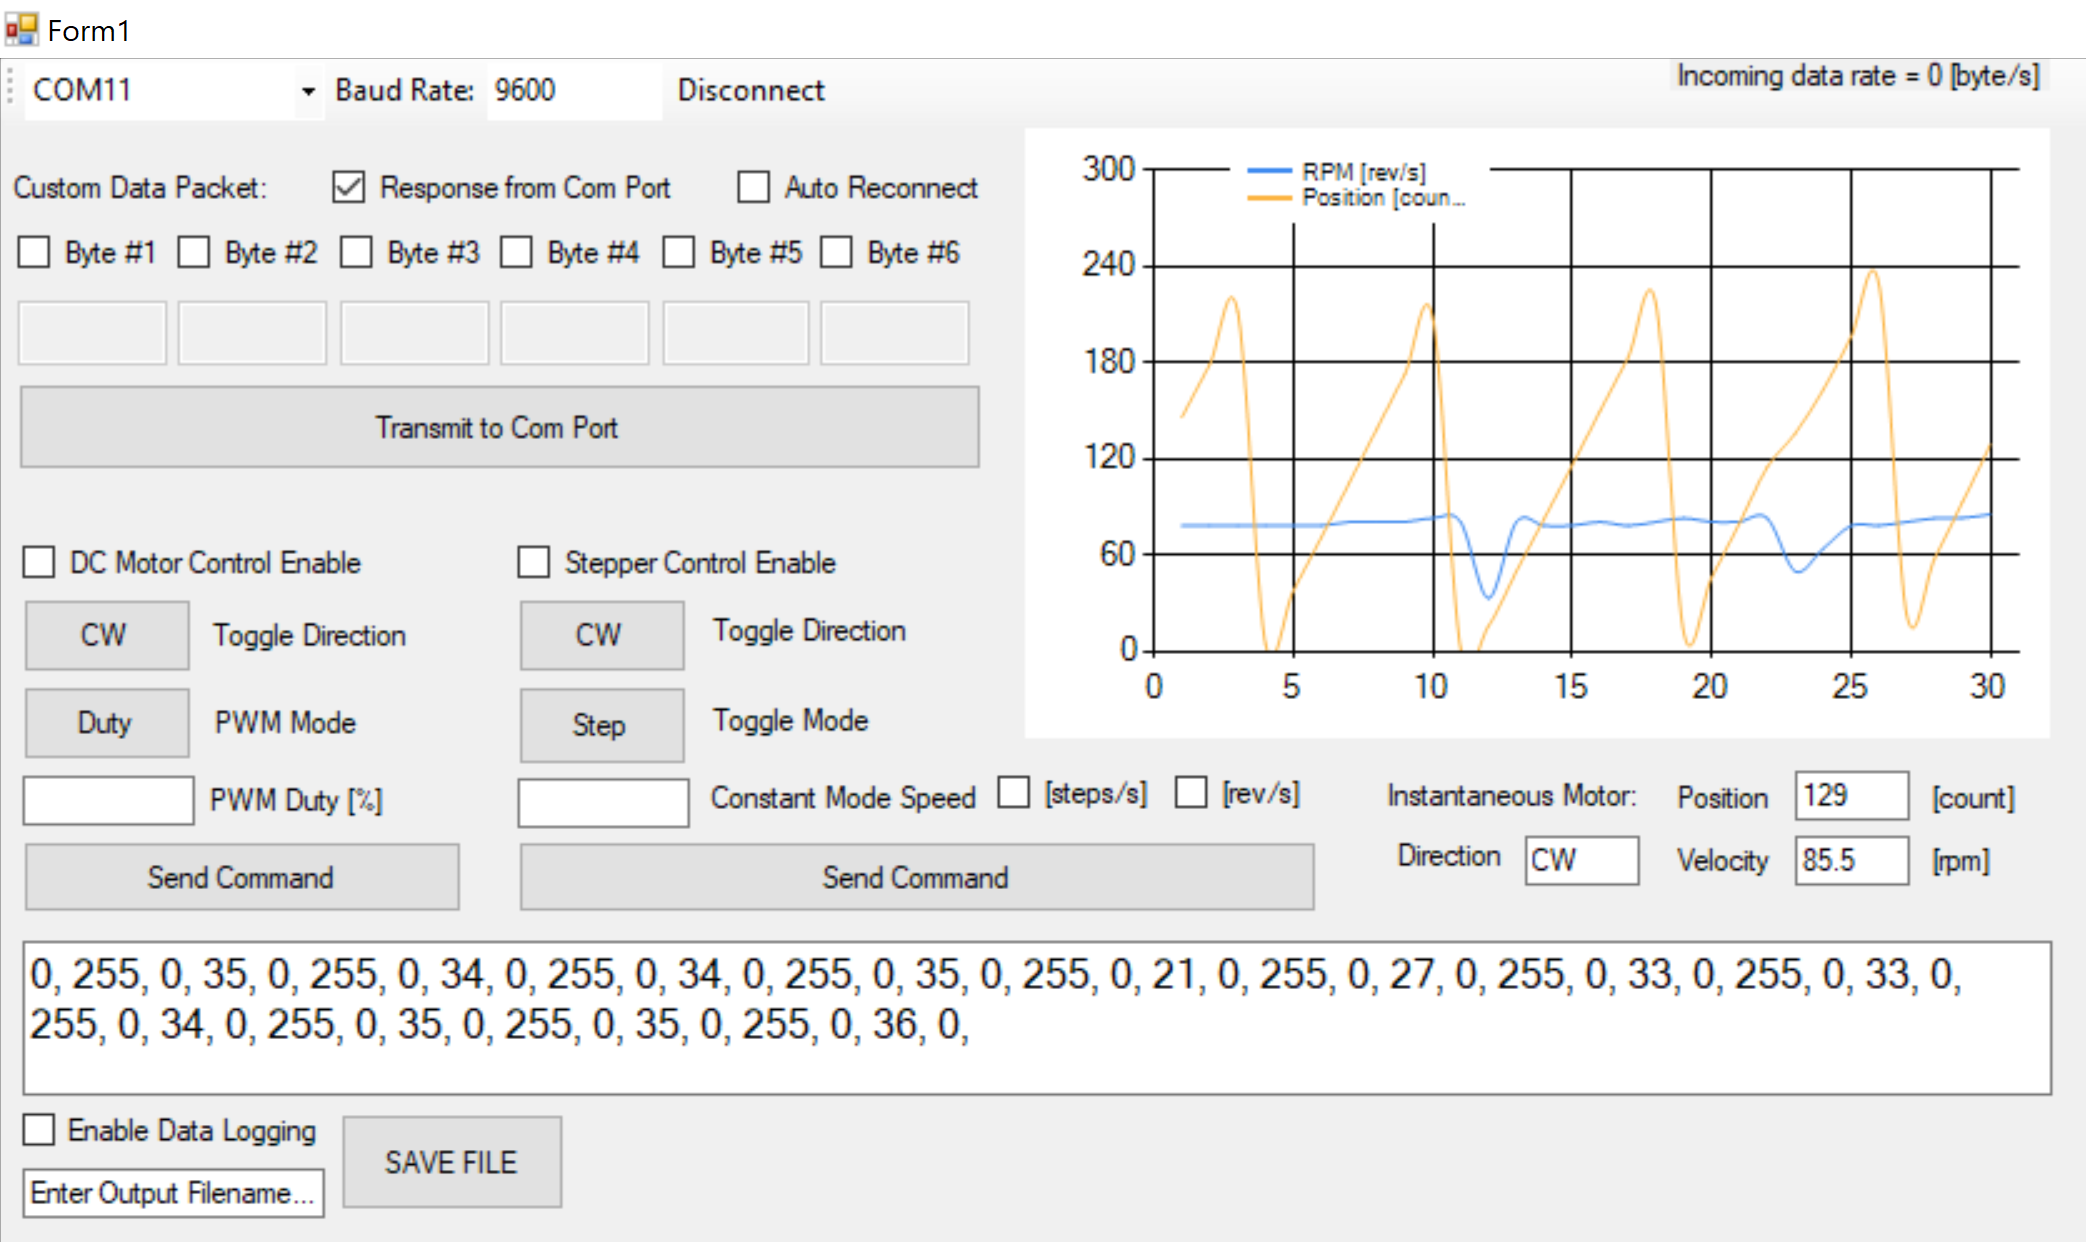 Form1
COM11 Baud Rate: 9600 Disconnect
Incoming data rate = 0 [byte/s]
Custom Data Packet: Response from Com Port Auto Reconnect
Byte #1 Byte #2 Byte #3 Byte #4 Byte #5 Byte #6
Transmit to Com Port
DC Motor Control Enable
CW Toggle Direction
Duty PWM Mode
PWM Duty [%]
Send Command
Stepper Control Enable
CW Toggle Direction
Step Toggle Mode
Constant Mode Speed [steps/s] [rev/s]
Send Command
RPM [rev/s]
Position [coun...
300
240
180
120
60
0
0 5 10 15 20 25 30
Instantaneous Motor: Position 129 [count]
Direction CW Velocity 85.5 [rpm]
0, 255, 0, 35, 0, 255, 0, 34, 0, 255, 0, 34, 0, 255, 0, 35, 0, 255, 0, 21, 0, 255, 0, 27, 0, 255, 0, 33, 0, 255, 0, 33, 0,
255, 0, 34, 0, 255, 0, 35, 0, 255, 0, 35, 0, 255, 0, 36, 0,
Enable Data Logging
Enter Output Filename...
SAVE FILE